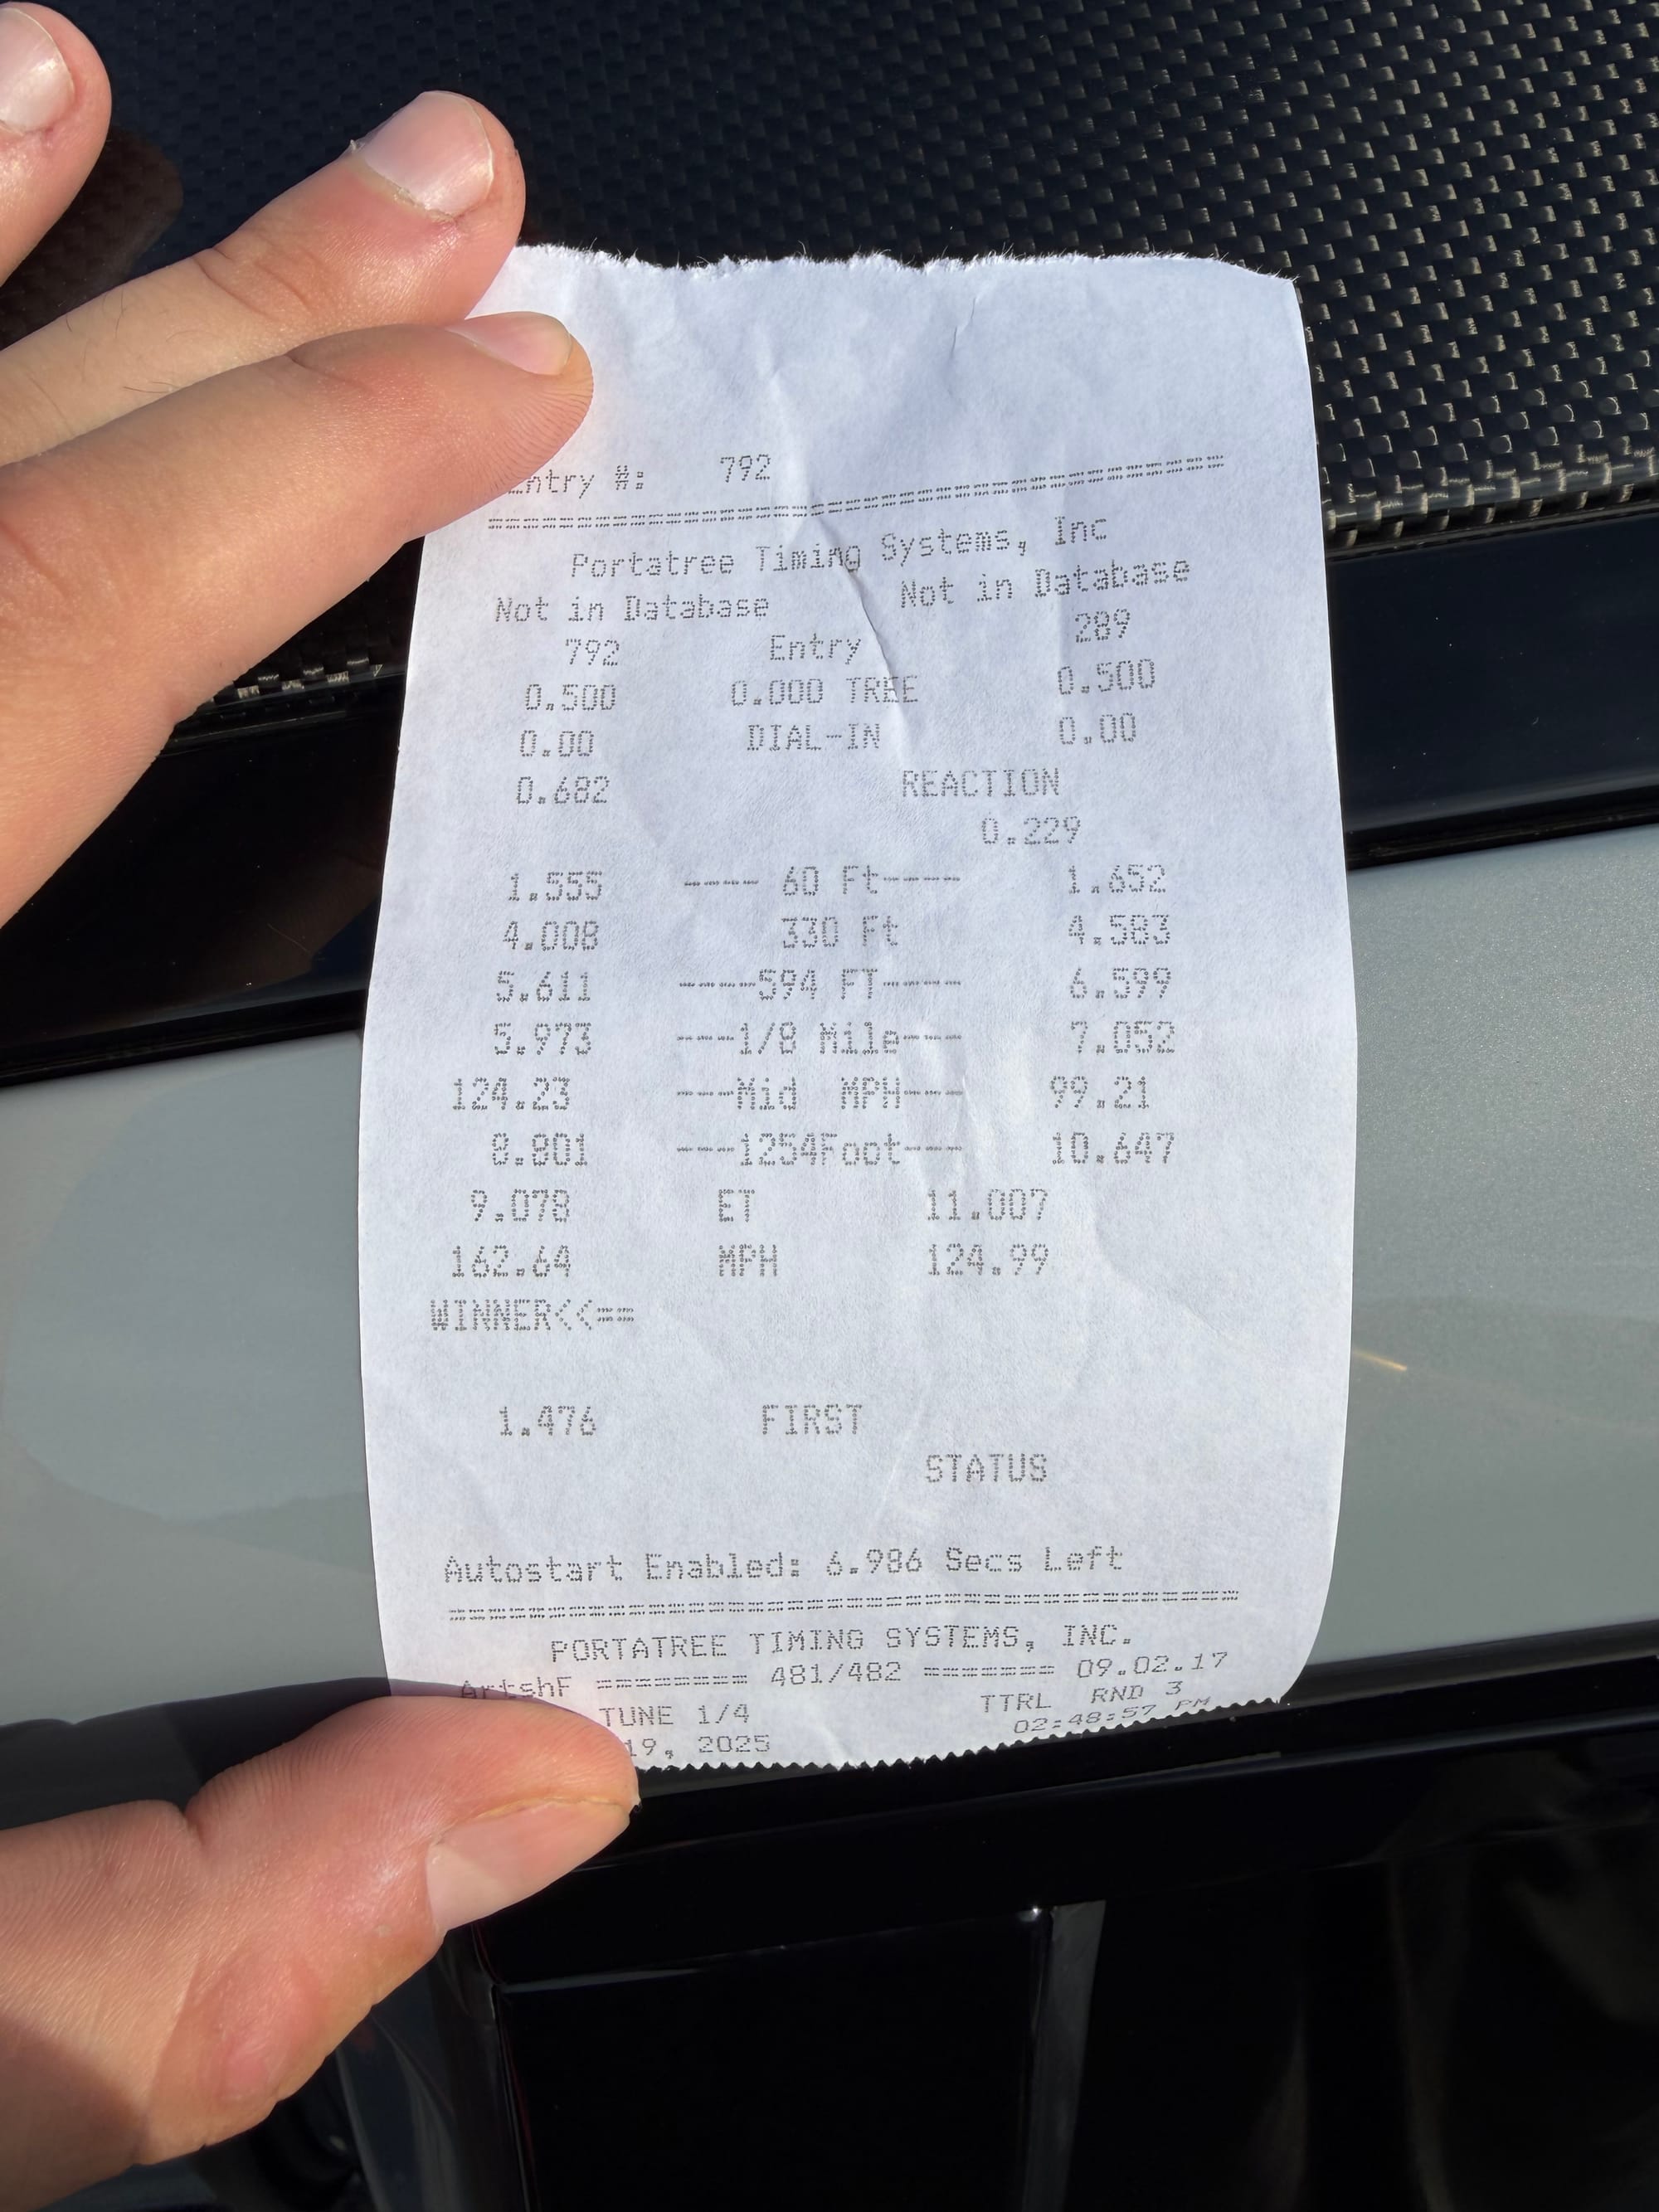 Entry #: 792
================================
Portatree Timing Systems, Inc
Not in Database Not in Database
792 Entry 289
0.500 0.000 TREE 0.500
0.00 DIAL-IN 0.00
0.682 REACTION
0.229
1.555 ---- 60 Ft---- 1.652
4.008 330 Ft 4.583
5.611 ----594 FT---- 6.599
5.973 ---1/8 Mile--- 7.052
124.23 ---Mid MPH--- 99.21
8.801 ---1254Foot--- 10.647
9.078 ET 11.007
162.64 MPH 124.99
WINNER<<==
1.476 FIRST
STATUS
Autostart Enabled: 6.986 Secs Left
================================
PORTATREE TIMING SYSTEMS, INC.
ArtshF ======== 481/482 ======= 09.02.17
TUNE 1/4 TTRL RND 3
19, 2025 02:48:57 PM